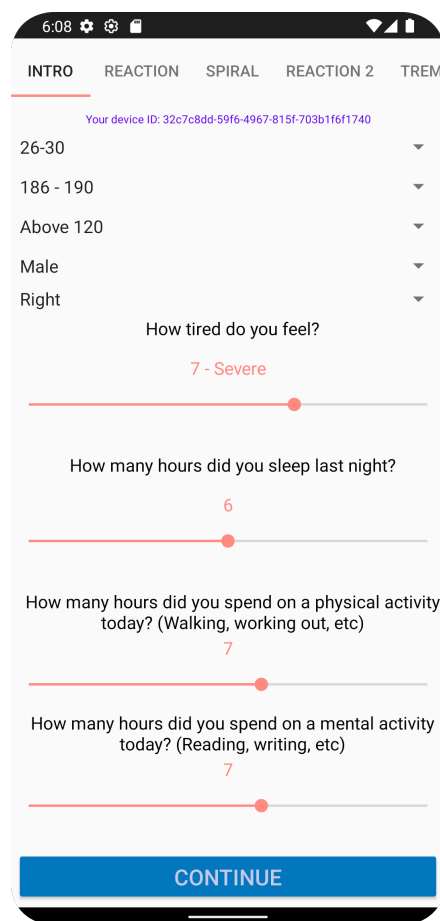 6:08
INTRO REACTION SPIRAL REACTION 2 TREM
Your device ID: 32c7c8dd-59f6-4967-815f-703b1f6f1740
26-30
186 - 190
Above 120
Male
Right
How tired do you feel?
7 - Severe
How many hours did you sleep last night?
6
How many hours did you spend on a physical activity
today? (Walking, working out, etc)
7
How many hours did you spend on a mental activity
today? (Reading, writing, etc)
7
CONTINUE